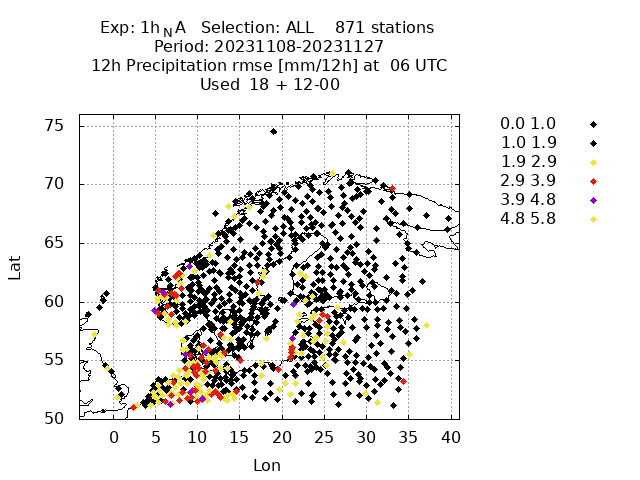 Exp: 1h N A   Selection: ALL    871 stations
Period: 20231108-20231127
12h Precipitation rmse [mm/12h] at  06 UTC
Used  18 + 12-00
75
70
65
60
55
50
Lat
0 5 10 15 20 25 30 35 40
Lon
0.0 1.0
1.0 1.9
1.9 2.9
2.9 3.9
3.9 4.8
4.8 5.8